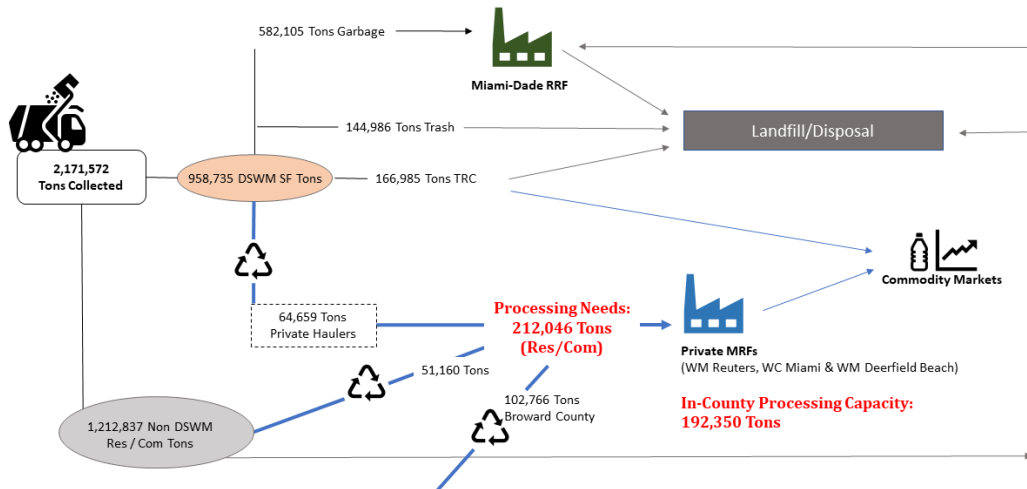 582,105 Tons Garbage
Miami-Dade RRF
144,986 Tons Trash
Landfill/Disposal
2,171,572
Tons Collected
958,735 DSWM SF Tons
166,985 Tons TRC
Commodity Markets
64,659 Tons
Private Haulers
Processing Needs:
212,046 Tons
(Res/Com)
Private MRFs
(WM Reuters, WC Miami & WM Deerfield Beach)
51,160 Tons
102,766 Tons
Broward County
In-County Processing Capacity:
192,350 Tons
1,212,837 Non DSWM
Res / Com Tons